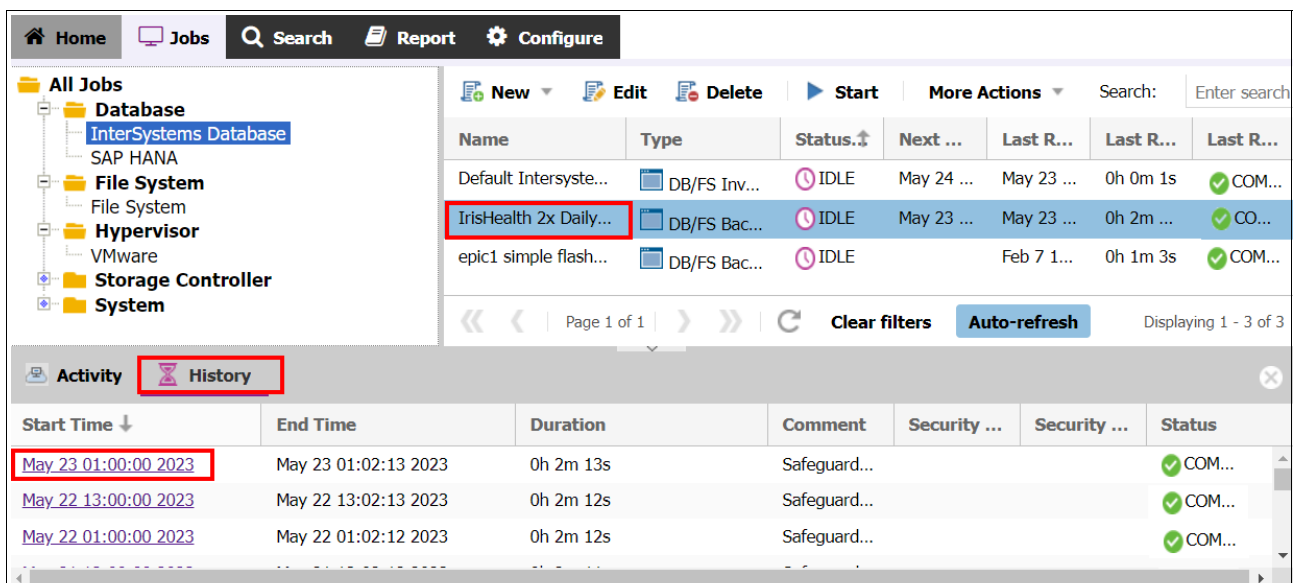 Home Jobs Search Report Configure
All Jobs
Database
InterSystems Database
SAP HANA
File System
File System
Hypervisor
VMware
Storage Controller
System
New Edit Delete Start More Actions Search: Enter search
Name Type Status. Next ... Last R... Last R... Last R...
Default Intersyste... DB/FS Inv... IDLE May 24 ... May 23 ... 0h 0m 1s COM...
IrisHealth 2x Daily... DB/FS Bac... IDLE May 23 ... May 23 ... 0h 2m ... CO...
epic1 simple flash... DB/FS Bac... IDLE Feb 7 1... 0h 1m 3s COM...
Page 1 of 1 Clear filters Auto-refresh Displaying 1 - 3 of 3
Activity History
Start Time End Time Duration Comment Security ... Security ... Status
May 23 01:00:00 2023 May 23 01:02:13 2023 0h 2m 13s Safeguard... COM...
May 22 13:00:00 2023 May 22 13:02:13 2023 0h 2m 12s Safeguard... COM...
May 22 01:00:00 2023 May 22 01:02:12 2023 0h 2m 12s Safeguard... COM...